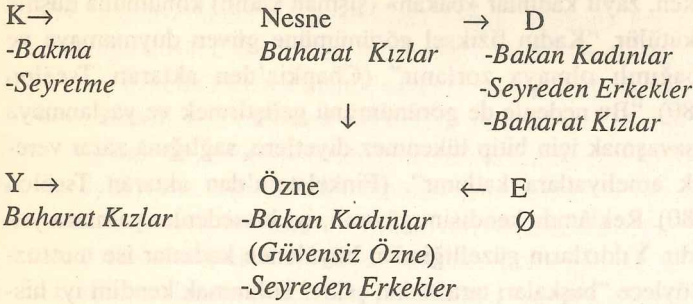 K→ Nesne → D
-Bakma Baharat Kızlar -Bakan Kadınlar
-Seyretme -Seyreden Erkekler
↓ -Baharat Kızlar
Y → Özne ← E
Baharat Kızlar -Bakan Kadınlar Ø
(Güvensiz Özne)
-Seyreden Erkekler